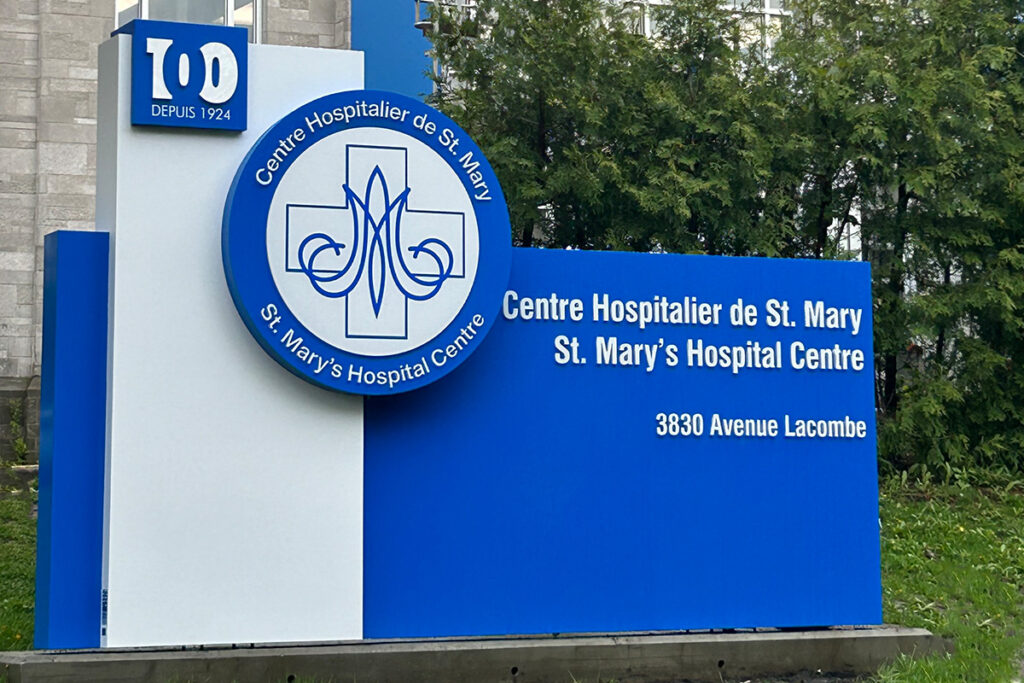 100
DEPUIS 1924
Centre Hospitalier de St. Mary
St. Mary's Hospital Centre
Centre Hospitalier de St. Mary
St. Mary's Hospital Centre
3830 Avenue Lacombe